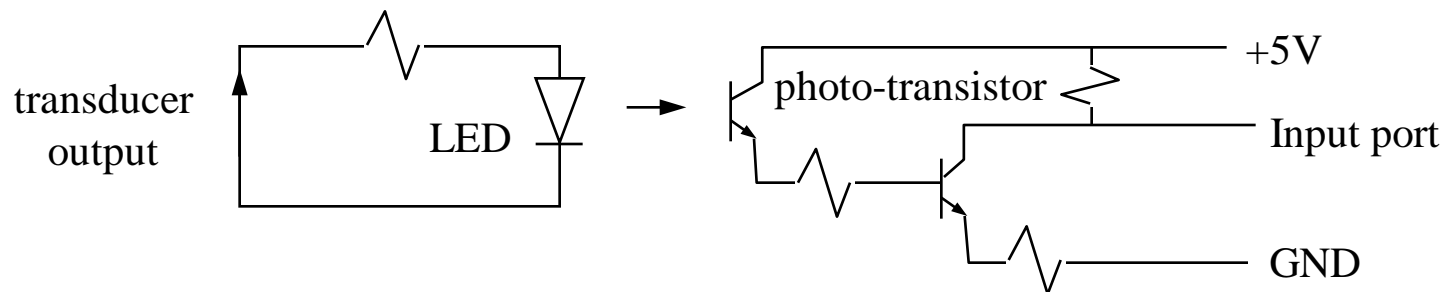 transducer
output
LED
photo-transistor
+5V
Input port
GND